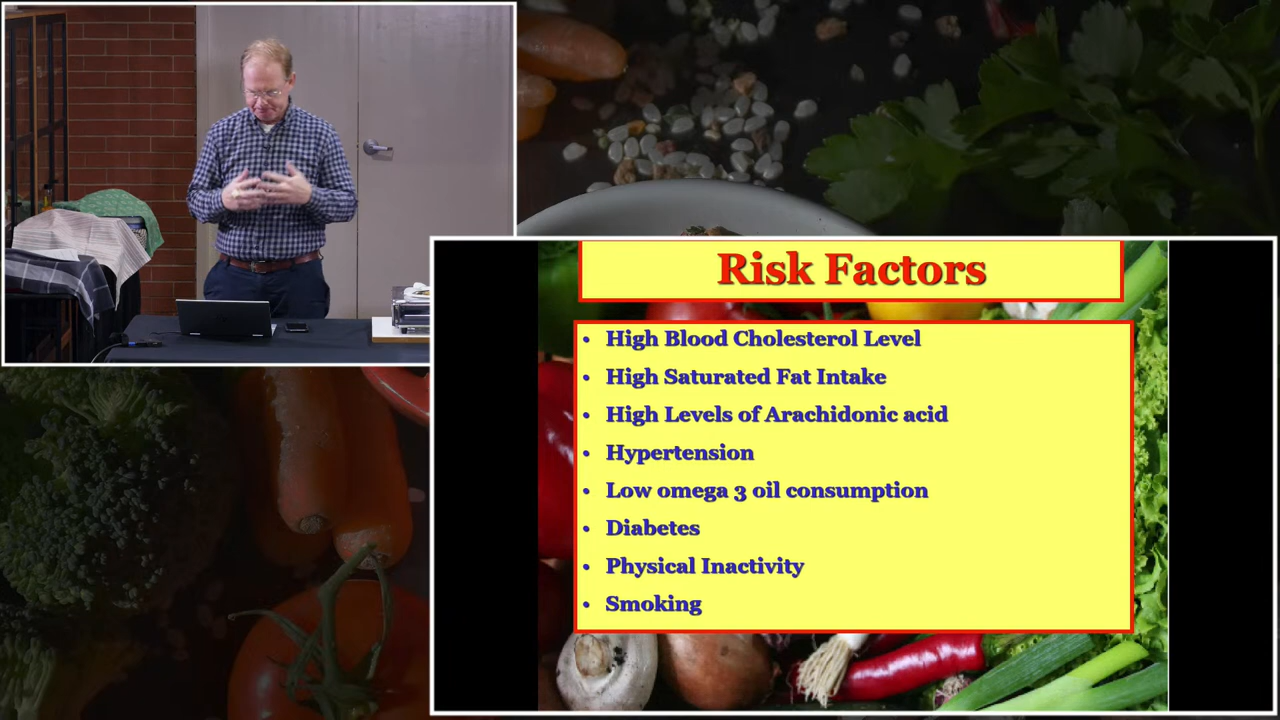 Risk Factors
• High Blood Cholesterol Level
• High Saturated Fat Intake
• High Levels of Arachidonic acid
• Hypertension
• Low omega 3 oil consumption
• Diabetes
• Physical Inactivity
• Smoking